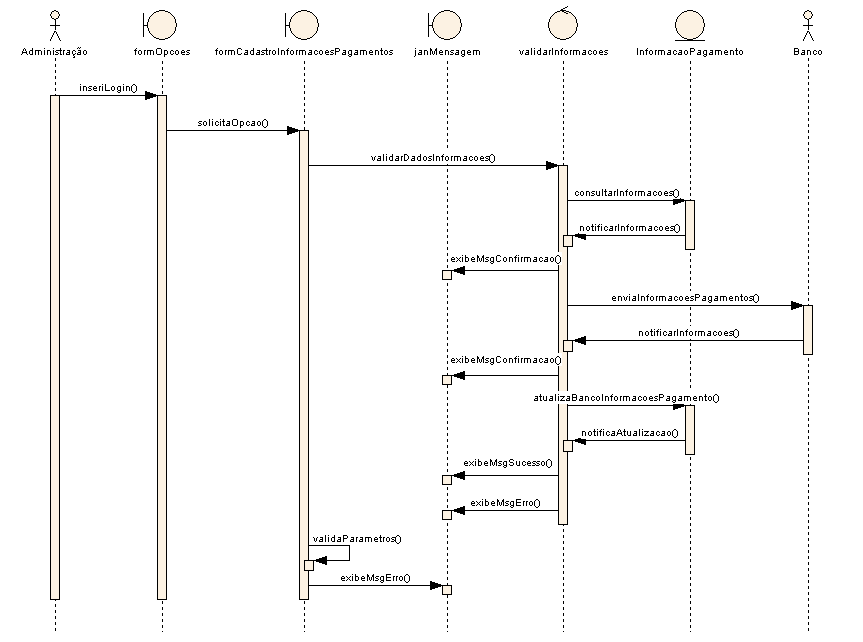 Administração
formOpcoes
formCadastroInformacoesPagamentos
janMensagem
validarInformacoes
InformacaoPagamento
Banco
inseriLogin()
solicitaOpcao()
validarDadosInformacoes()
consultarInformacoes()
notificarInformacoes()
exibeMsgConfirmacao()
enviaInformacoesPagamentos()
notificarInformacoes()
exibeMsgConfirmacao()
atualizaBancoInformacoesPagamento()
notificaAtualizacao()
exibeMsgSucesso()
exibeMsgErro()
validaParametros()
exibeMsgErro()